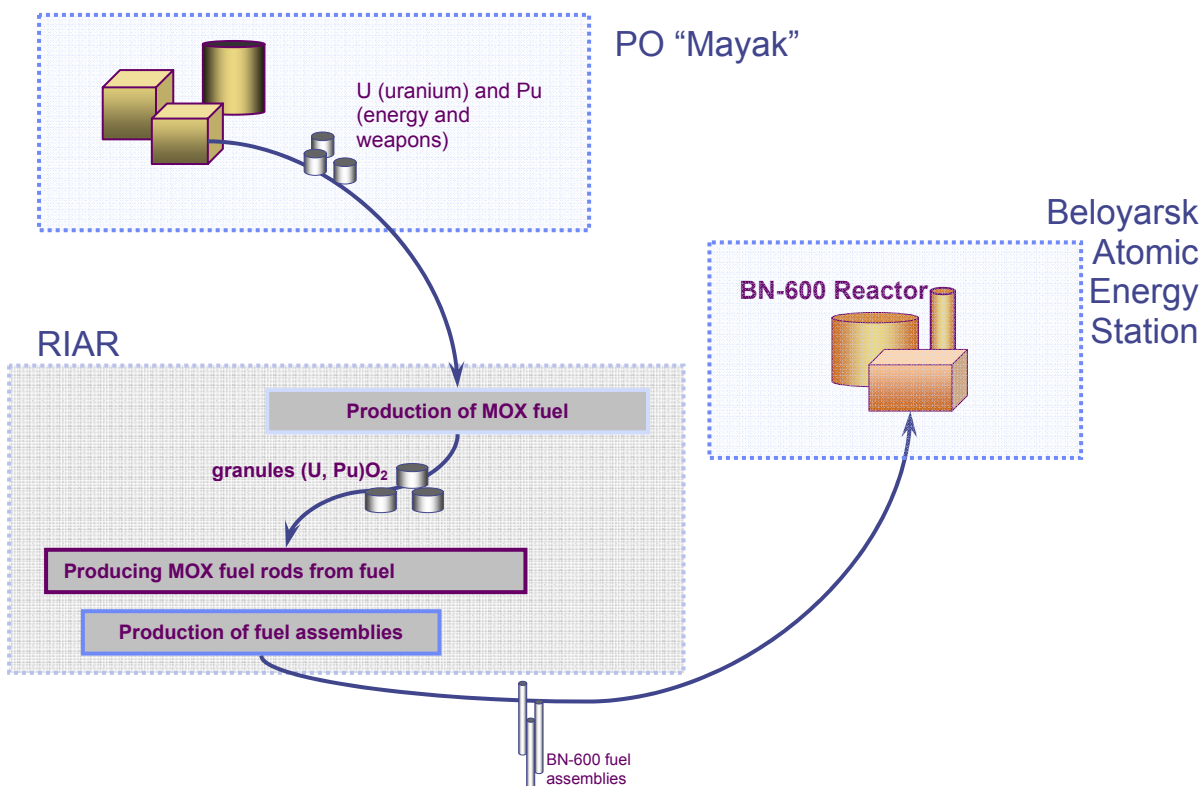 PO “Mayak”
U (uranium) and Pu
(energy and
weapons)
Beloyarsk
Atomic
Energy
Station
BN-600 Reactor
RIAR
Production of MOX fuel
granules (U, Pu)O₂
Producing MOX fuel rods from fuel
Production of fuel assemblies
BN-600 fuel
assemblies